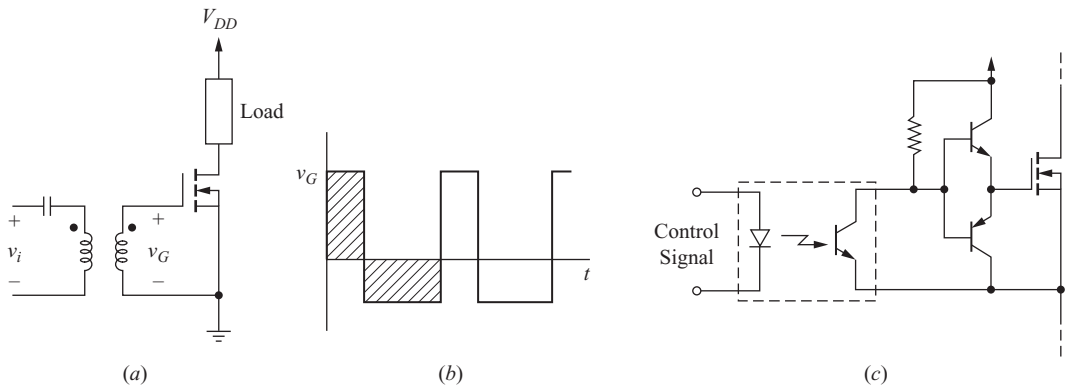 V_DD
Load
+
v_i
−
+
v_G
−
(a)
v_G
t
(b)
Control
Signal
(c)